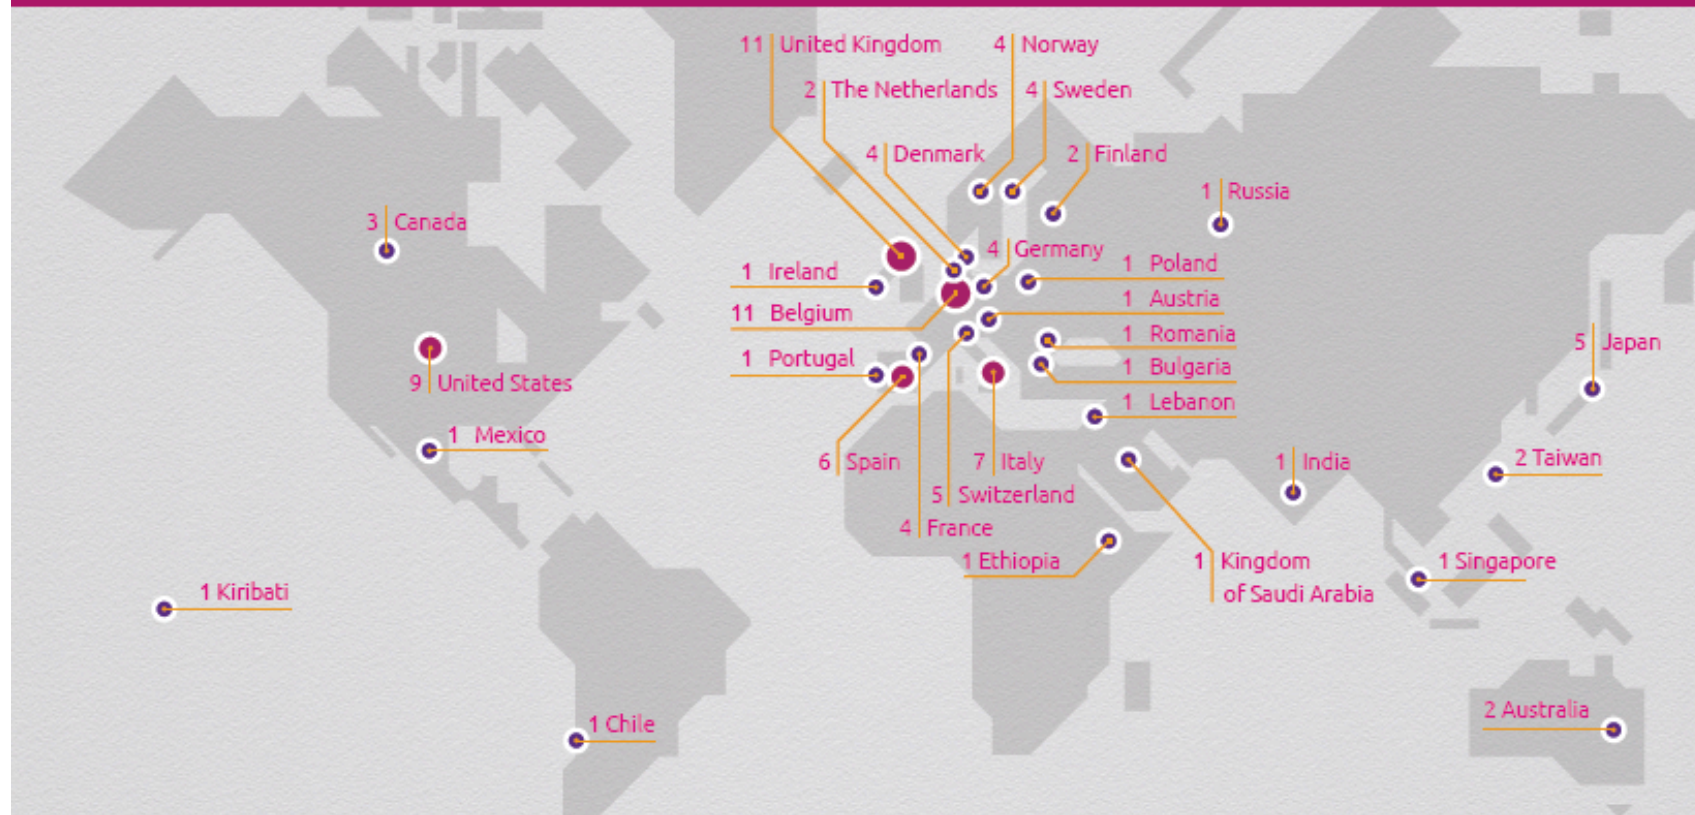 11 United Kingdom
4 Norway
2 The Netherlands
4 Sweden
4 Denmark
2 Finland
1 Russia
3 Canada
4 Germany
1 Poland
1 Ireland
1 Austria
11 Belgium
1 Romania
5 Japan
1 Portugal
1 Bulgaria
9 United States
1 Lebanon
1 Mexico
6 Spain
7 Italy
1 India
2 Taiwan
5 Switzerland
4 France
1 Ethiopia
1 Kingdom
of Saudi Arabia
1 Singapore
1 Kiribati
2 Australia
1 Chile